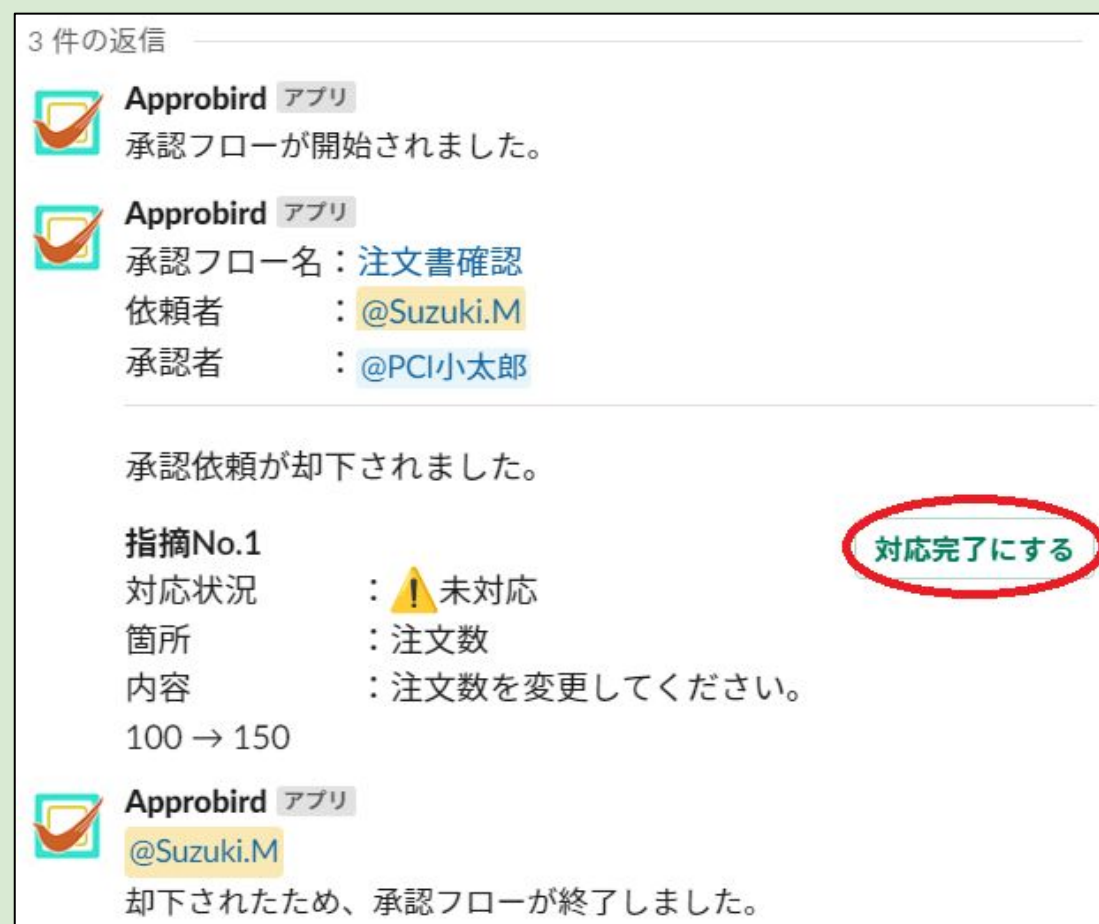 3 件の返信
Approbird アプリ
承認フローが開始されました。
Approbird アプリ
承認フロー名：注文書確認
依頼者 ：@Suzuki.M
承認者 ：@PCI小太郎
承認依頼が却下されました。
指摘No.1
対応完了にする
対応状況 ：⚠️未対応
箇所 ：注文数
内容 ：注文数を変更してください。
100 → 150
Approbird アプリ
@Suzuki.M
却下されたため、承認フローが終了しました。